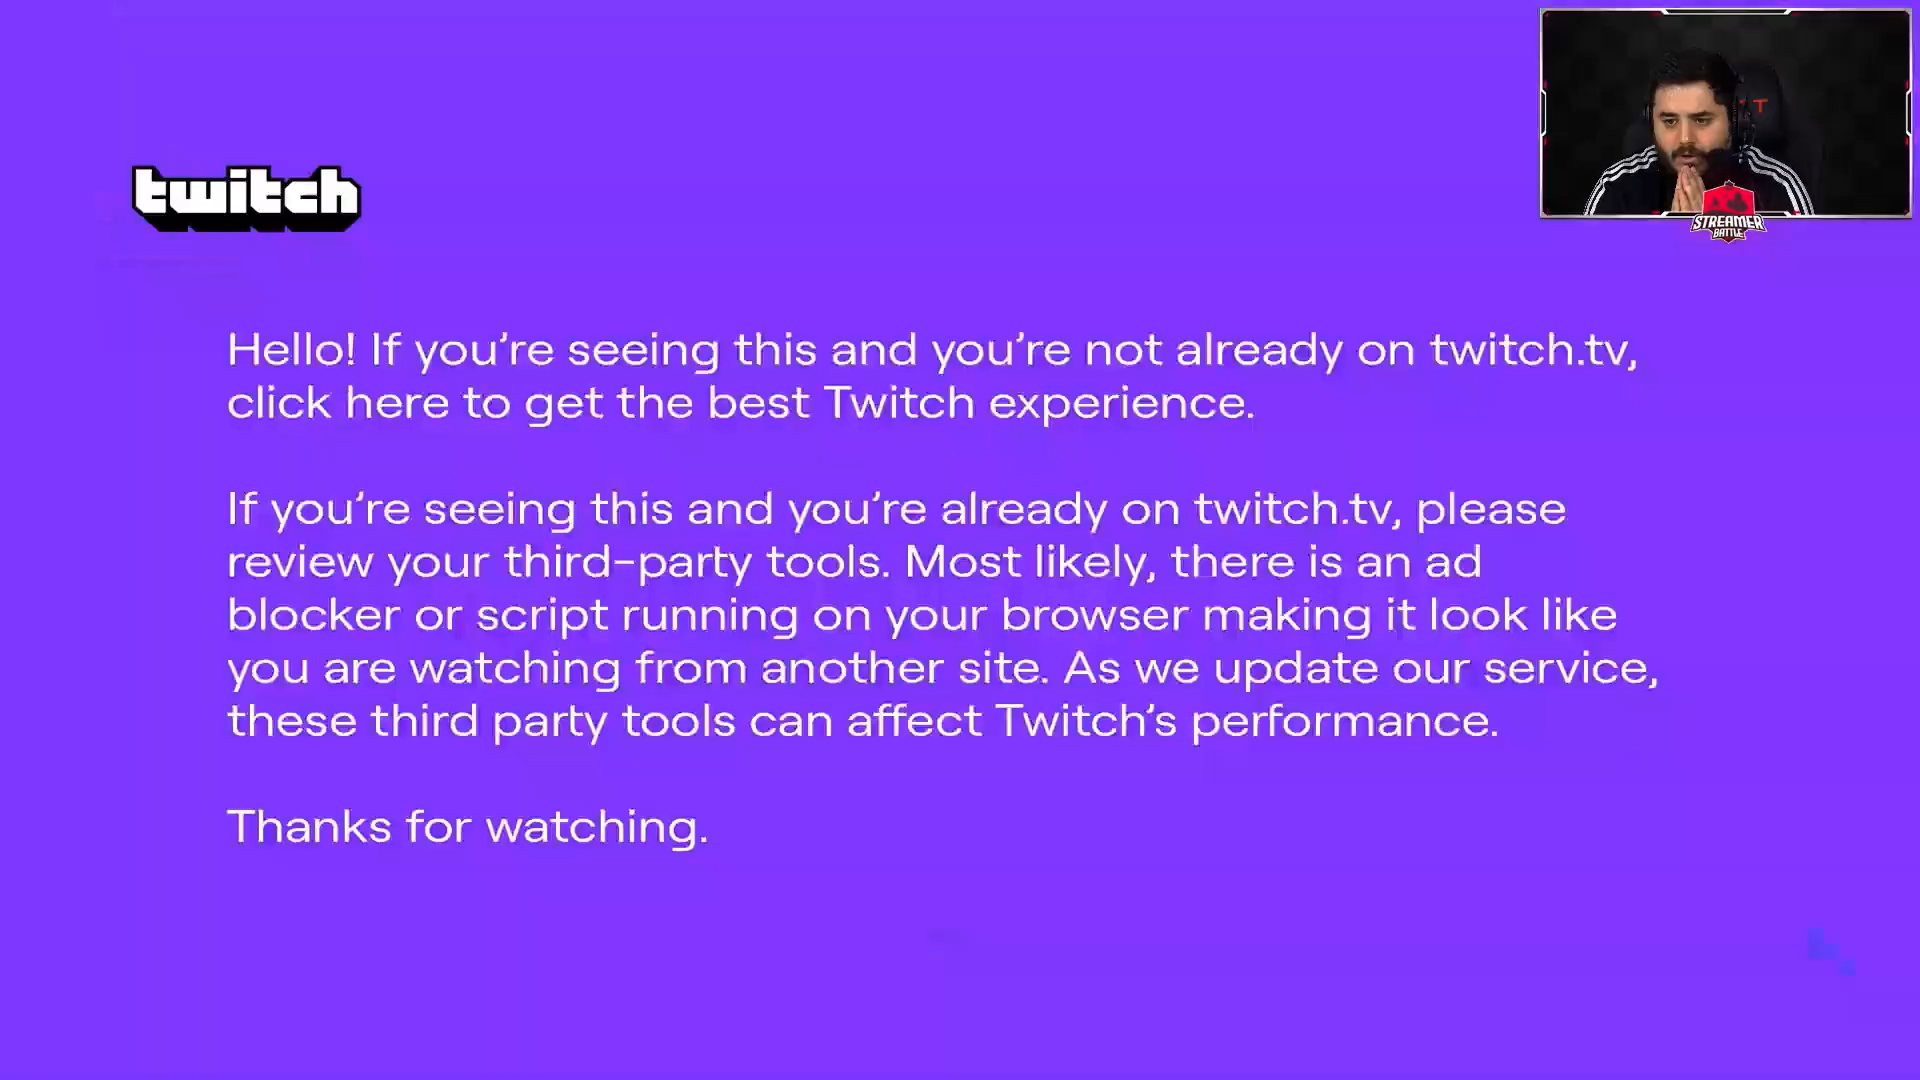 twitch
T
STREAMER
BATTLE
Hello! If you’re seeing this and you’re not already on twitch.tv,
click here to get the best Twitch experience.
If you’re seeing this and you’re already on twitch.tv, please
review your third-party tools. Most likely, there is an ad
blocker or script running on your browser making it look like
you are watching from another site. As we update our service,
these third party tools can affect Twitch’s performance.
Thanks for watching.